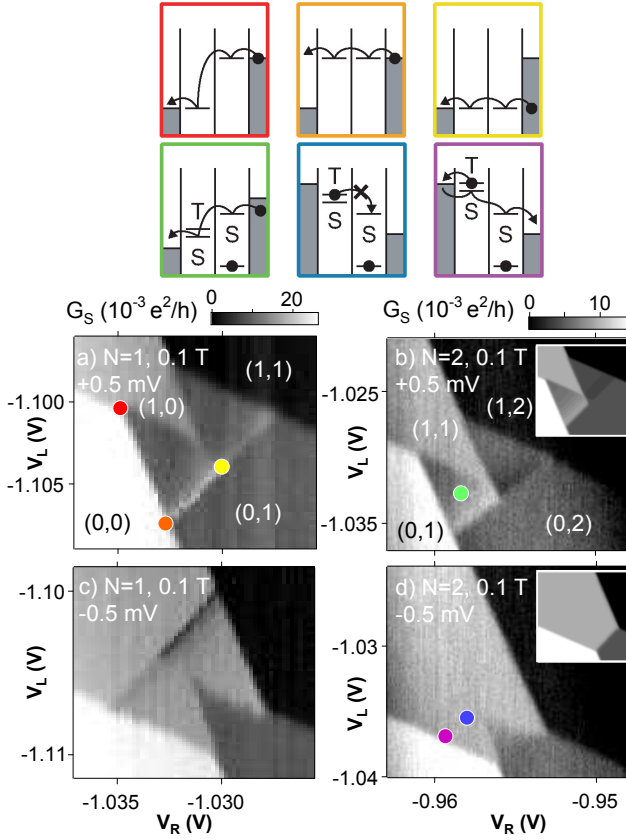 T
S
S
T
S
S
T
S
S
G_S (10^-3 e^2/h)
0
20
G_S (10^-3 e^2/h)
0
10
a) N=1, 0.1 T
+0.5 mV
(1,1)
(1,0)
(0,1)
(0,0)
-1.100
-1.105
V_L (V)
b) N=2, 0.1 T
+0.5 mV
(1,2)
(1,1)
(0,1)
(0,2)
-1.025
-1.035
V_L (V)
c) N=1, 0.1 T
-0.5 mV
-1.10
-1.11
V_L (V)
-1.035
-1.030
V_R (V)
d) N=2, 0.1 T
-0.5 mV
-1.03
-1.04
V_L (V)
-0.96
-0.95
V_R (V)